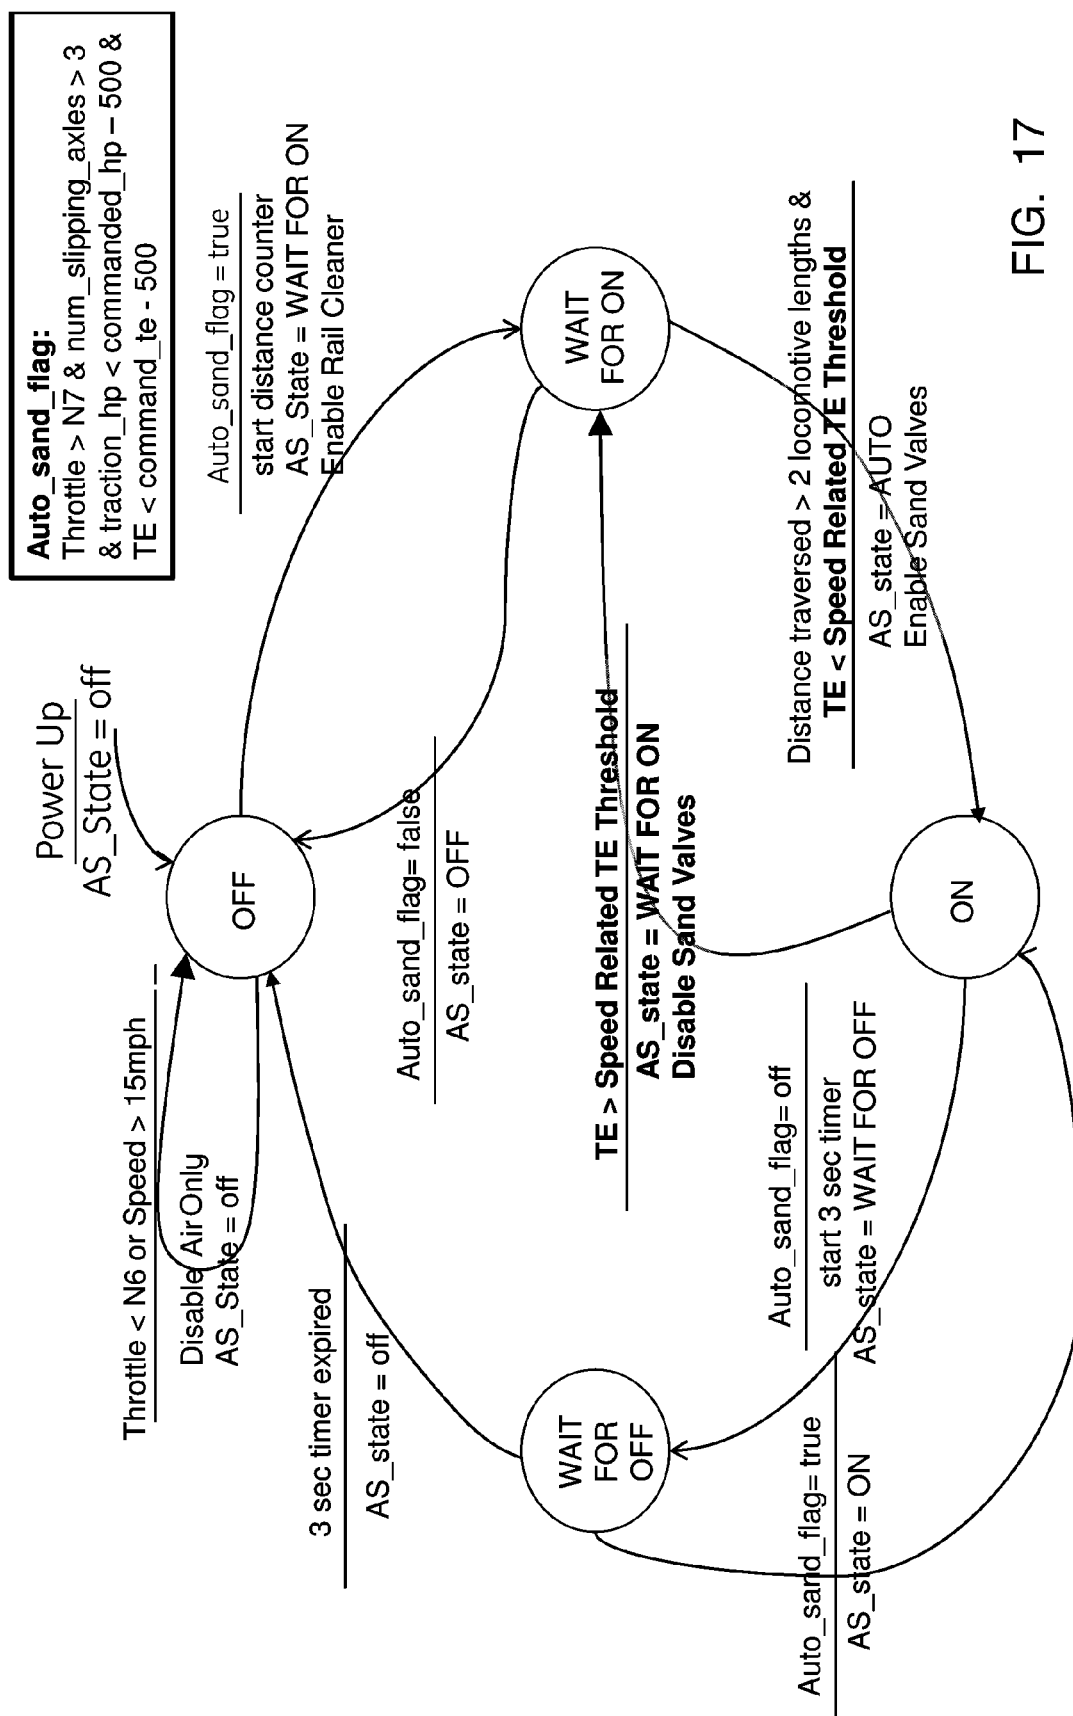 Auto_sand_flag:
Throttle > N7 & num_slipping_axles > 3
& traction_hp < commanded_hp – 500 &
TE < command_te - 500
Power Up
AS_State = off
Throttle < N6 or Speed > 15mph
Disable Air Only
AS_State = off
OFF
Auto_sand_flag = true
start distance counter
AS_State = WAIT FOR ON
Enable Rail Cleaner
3 sec timer expired
AS_state = off
Auto_sand_flag= false
AS_state = OFF
WAIT
FOR
OFF
WAIT
FOR ON
TE > Speed Related TE Threshold
AS_state = WAIT FOR ON
Disable Sand Valves
Auto_sand_flag= off
start 3 sec timer
AS_state = WAIT FOR OFF
Distance traversed > 2 locomotive lengths &
TE < Speed Related TE Threshold
AS_state = AUTO
Enable Sand Valves
Auto_sand_flag= true
AS_state = ON
ON
FIG. 17